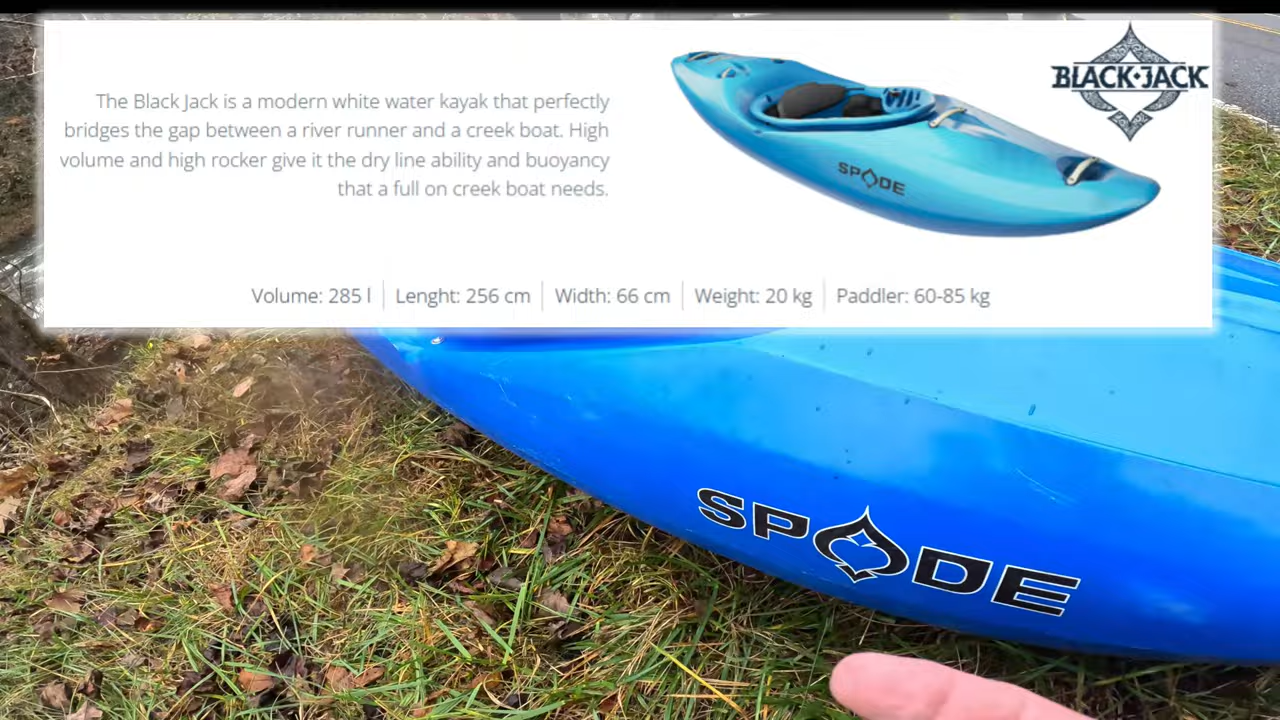 The Black Jack is a modern white water kayak that perfectly
bridges the gap between a river runner and a creek boat. High
volume and high rocker give it the dry line ability and buoyancy
that a full on creek boat needs.
BLACK·JACK
SPODE
Volume: 285 l | Lenght: 256 cm | Width: 66 cm | Weight: 20 kg | Paddler: 60-85 kg
SPODE